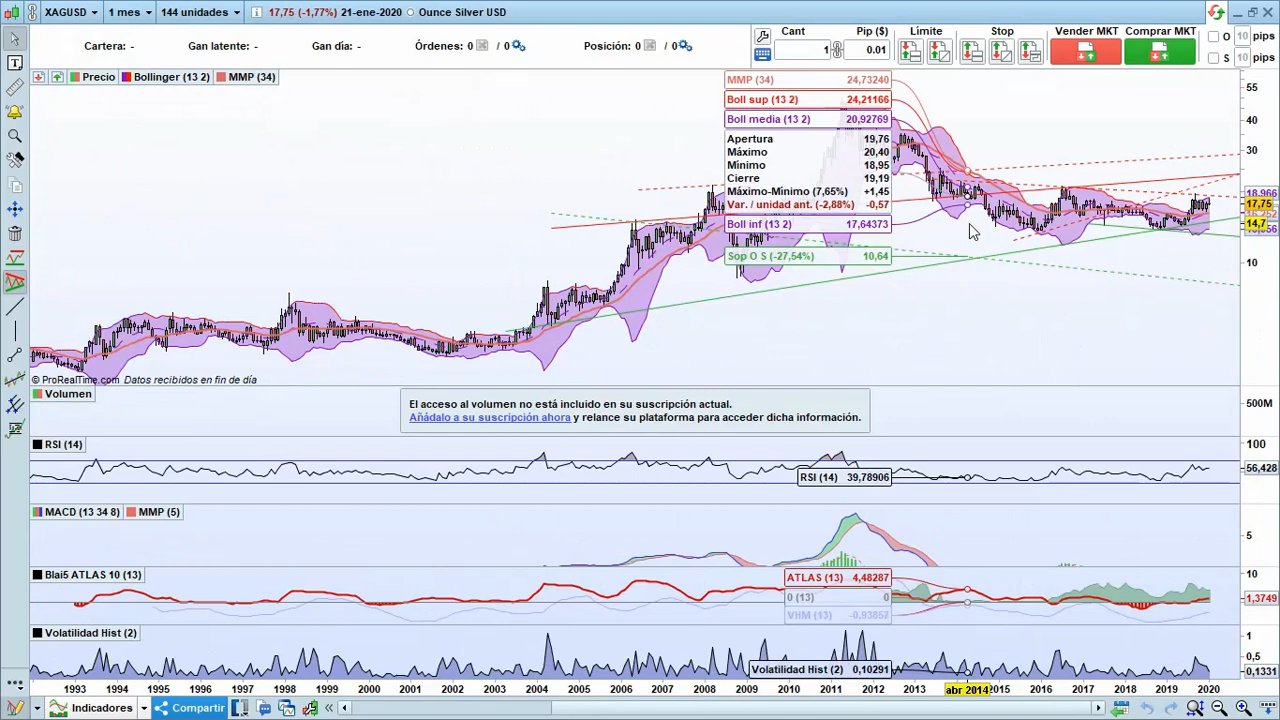 XAGUSD 1 mes 144 unidades 17,75 (-1,77%) 21-ene-2020 Ounce Silver USD
Cartera: - Gan latente: - Gan día: - Órdenes: 0 / 0 Posición: 0 / 0
Cant Pip ($) Límite Stop Vender MKT Comprar MKT O 10 pips
1 0.01 S 10 pips
Precio Bollinger (13 2) MMP (34)
MMP (34) 24,73240
Boll sup (13 2) 24,21166
Boll media (13 2) 20,92769
Apertura 19,76
Máximo 20,40
Mínimo 18,95
Cierre 19,19
Máximo-Mínimo (7,65%) +1,45
Var. / unidad ant. (-2,88%) -0,57
Boll inf (13 2) 17,64373
Sop O S (-27,54%) 10,64
55
40
30
18,966
17,75
10
© ProRealTime.com Datos recibidos en fin de día
Volumen
El acceso al volumen no está incluido en su suscripción actual.
Añádalo a su suscripción ahora y relance su plataforma para acceder dicha información.
500M
RSI (14)
100
56,428
RSI (14) 39,78906
MACD (13 34 8) MMP (5)
5
Blai5 ATLAS 10 (13)
10
ATLAS (13) 4,48287
0 (13) 0
VHM (13) -0,93857
1,3749
Volatilidad Hist (2)
1
0,5
Volatilidad Hist (2) 0,10291
0,1331
1993 1994 1995 1996 1997 1998 1999 2000 2001 2002 2003 2004 2005 2006 2007 2008 2009 2010 2011 2012 2013 abr 2014 2015 2016 2017 2018 2019 2020
Indicadores Compartir